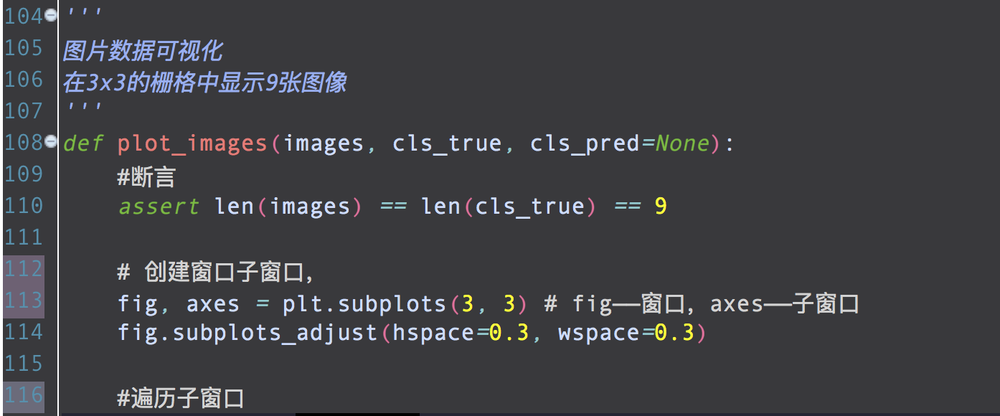 104 '''
105 图片数据可视化
106 在3x3的栅格中显示9张图像
107 '''
108 def plot_images(images, cls_true, cls_pred=None):
109     #断言
110     assert len(images) == len(cls_true) == 9
111
112     # 创建窗口子窗口,
113     fig, axes = plt.subplots(3, 3) # fig——窗口, axes——子窗口
114     fig.subplots_adjust(hspace=0.3, wspace=0.3)
115
116     #遍历子窗口